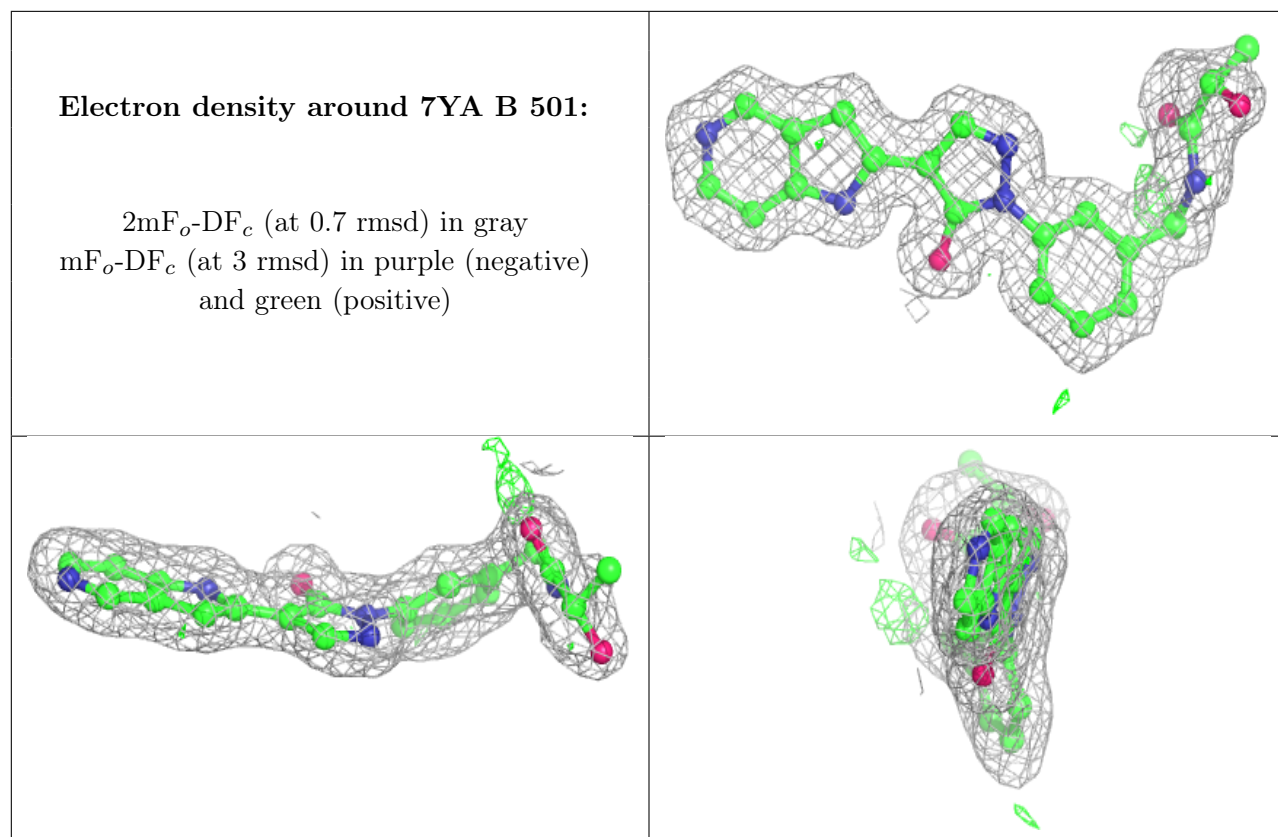 Electron density around 7YA B 501:
2mFo-DFc (at 0.7 rmsd) in gray
mFo-DFc (at 3 rmsd) in purple (negative)
and green (positive)